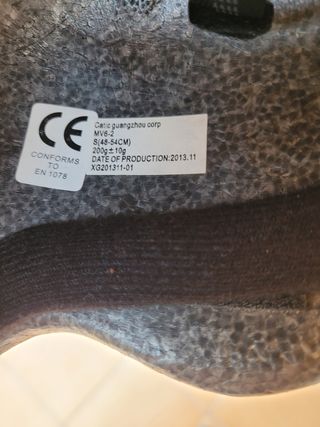 CE
CONFORMS
TO
EN 1078
Catic guangzhou corp
MV6-2
S(48-54CM)
200g±10g
DATE OF PRODUCTION:2013.11
XG201311-01